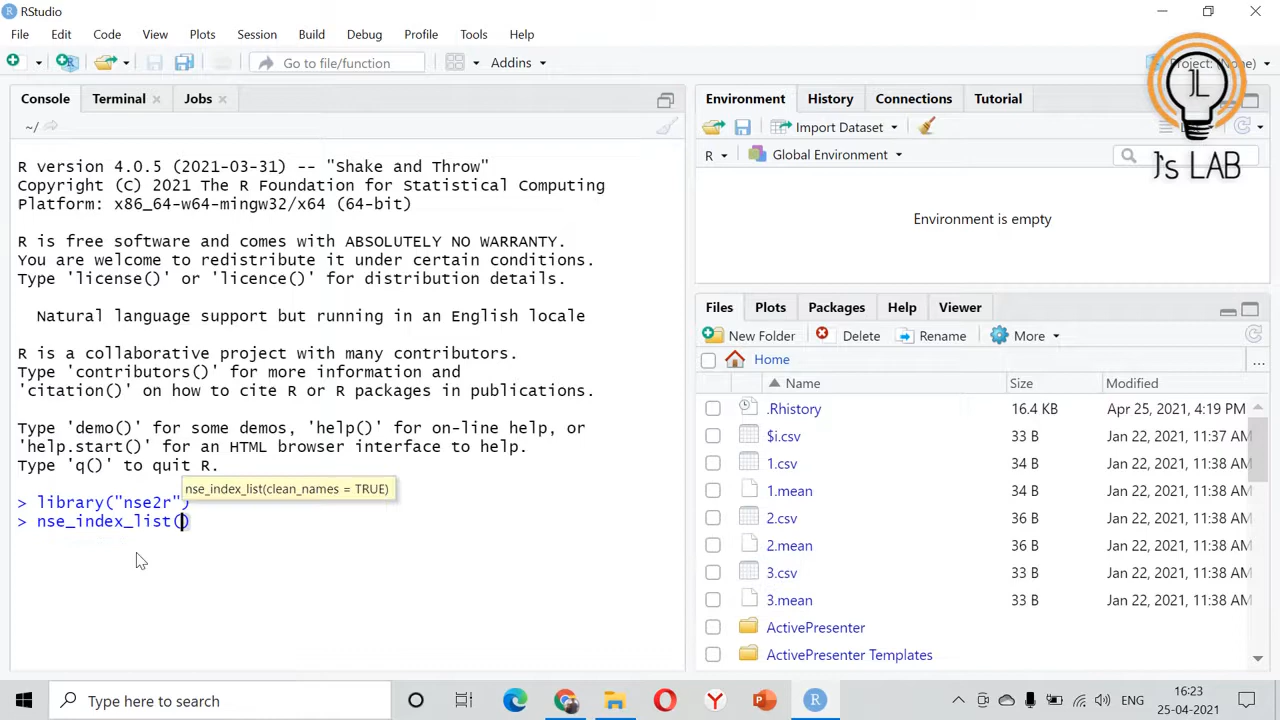 RStudio
File Edit Code View Plots Session Build Debug Profile Tools Help
Go to file/function Addins
Project: (None)
JL
J's LAB
Console Terminal Jobs
~/
R version 4.0.5 (2021-03-31) -- "Shake and Throw"
Copyright (C) 2021 The R Foundation for Statistical Computing
Platform: x86_64-w64-mingw32/x64 (64-bit)
R is free software and comes with ABSOLUTELY NO WARRANTY.
You are welcome to redistribute it under certain conditions.
Type 'license()' or 'licence()' for distribution details.
Natural language support but running in an English locale
R is a collaborative project with many contributors.
Type 'contributors()' for more information and
'citation()' on how to cite R or R packages in publications.
Type 'demo()' for some demos, 'help()' for on-line help, or
'help.start()' for an HTML browser interface to help.
Type 'q()' to quit R.
nse_index_list(clean_names = TRUE)
> library("nse2r")
> nse_index_list()
Environment History Connections Tutorial
Import Dataset
R Global Environment
Environment is empty
Files Plots Packages Help Viewer
New Folder Delete Rename More
Home ...
Name Size Modified
.Rhistory 16.4 KB Apr 25, 2021, 4:19 PM
$i.csv 33 B Jan 22, 2021, 11:37 AM
1.csv 34 B Jan 22, 2021, 11:38 AM
1.mean 34 B Jan 22, 2021, 11:38 AM
2.csv 36 B Jan 22, 2021, 11:38 AM
2.mean 36 B Jan 22, 2021, 11:38 AM
3.csv 33 B Jan 22, 2021, 11:38 AM
3.mean 33 B Jan 22, 2021, 11:38 AM
ActivePresenter
ActivePresenter Templates
Type here to search
ENG
16:23
25-04-2021